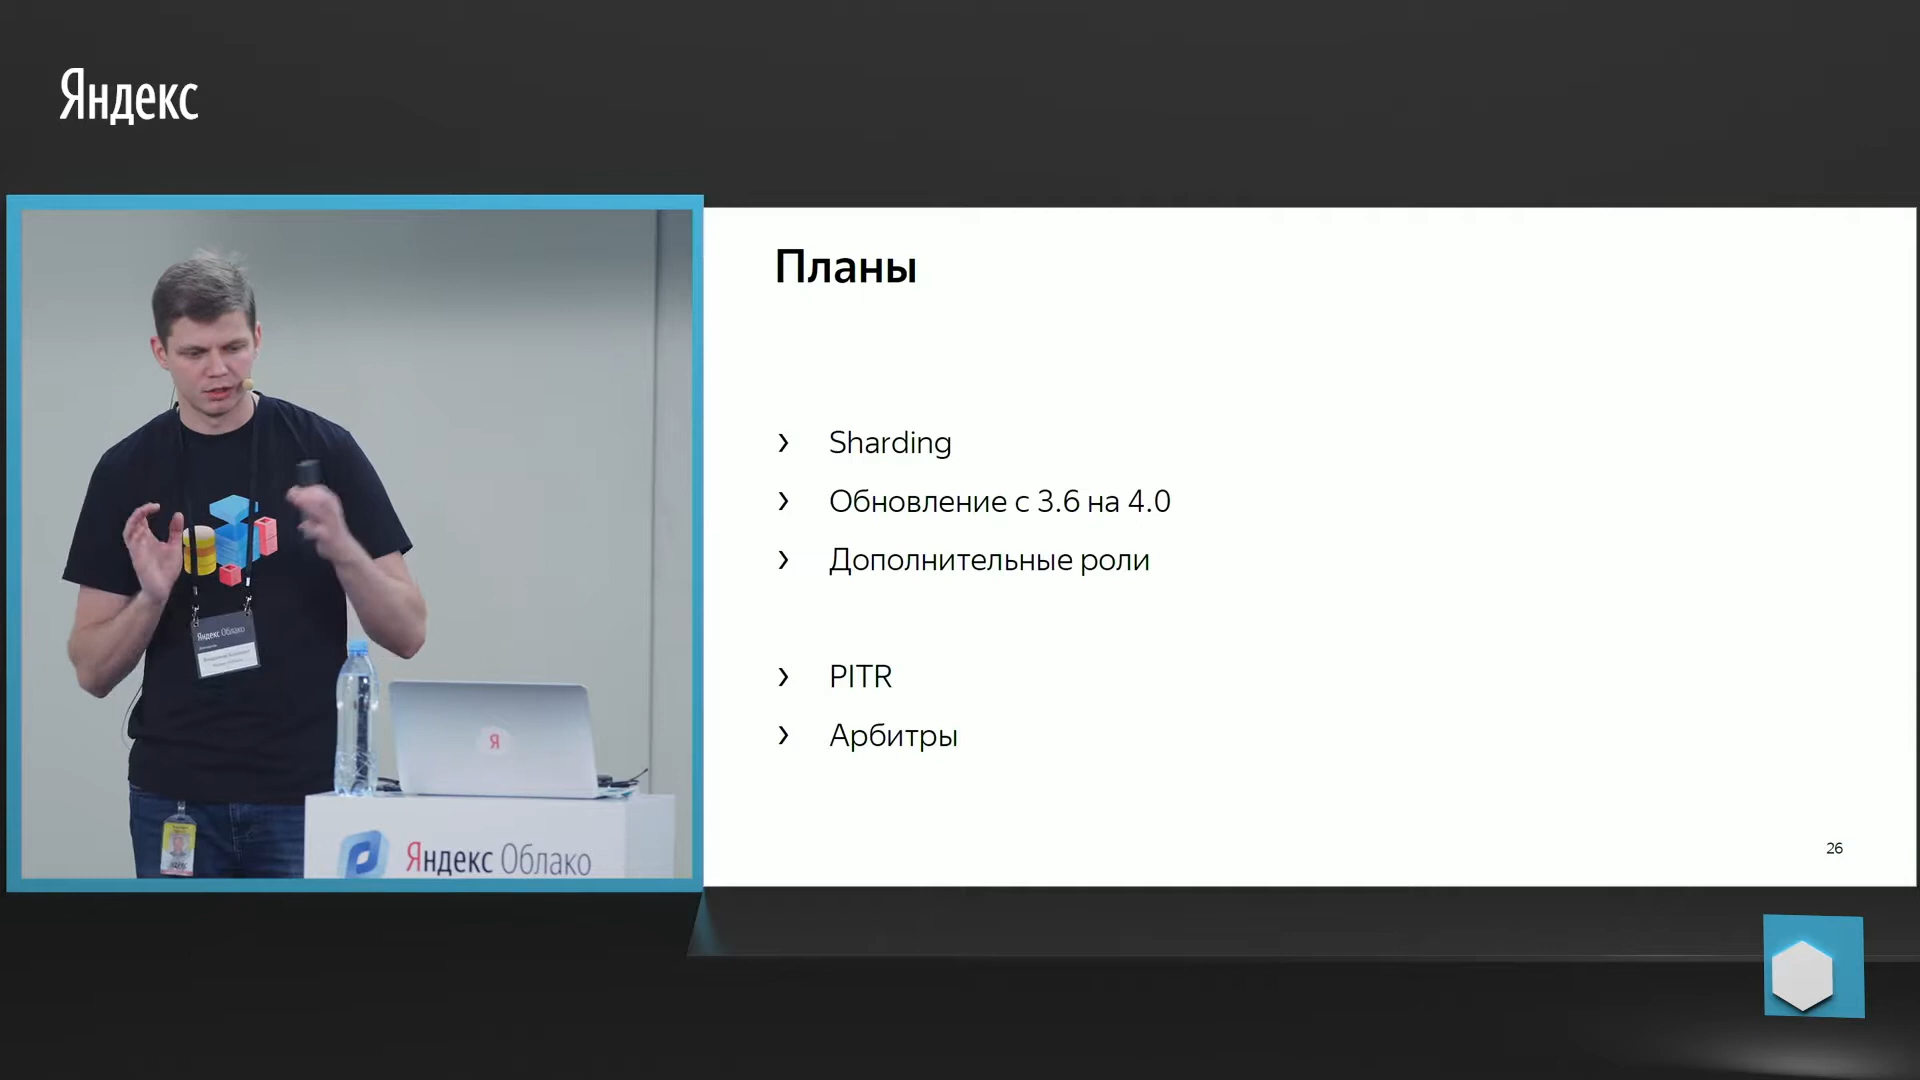 Яндекс
Планы
› Sharding
› Обновление с 3.6 на 4.0
› Дополнительные роли
› PITR
› Арбитры
26
Яндекс Облако
Я
Яндекс Облако